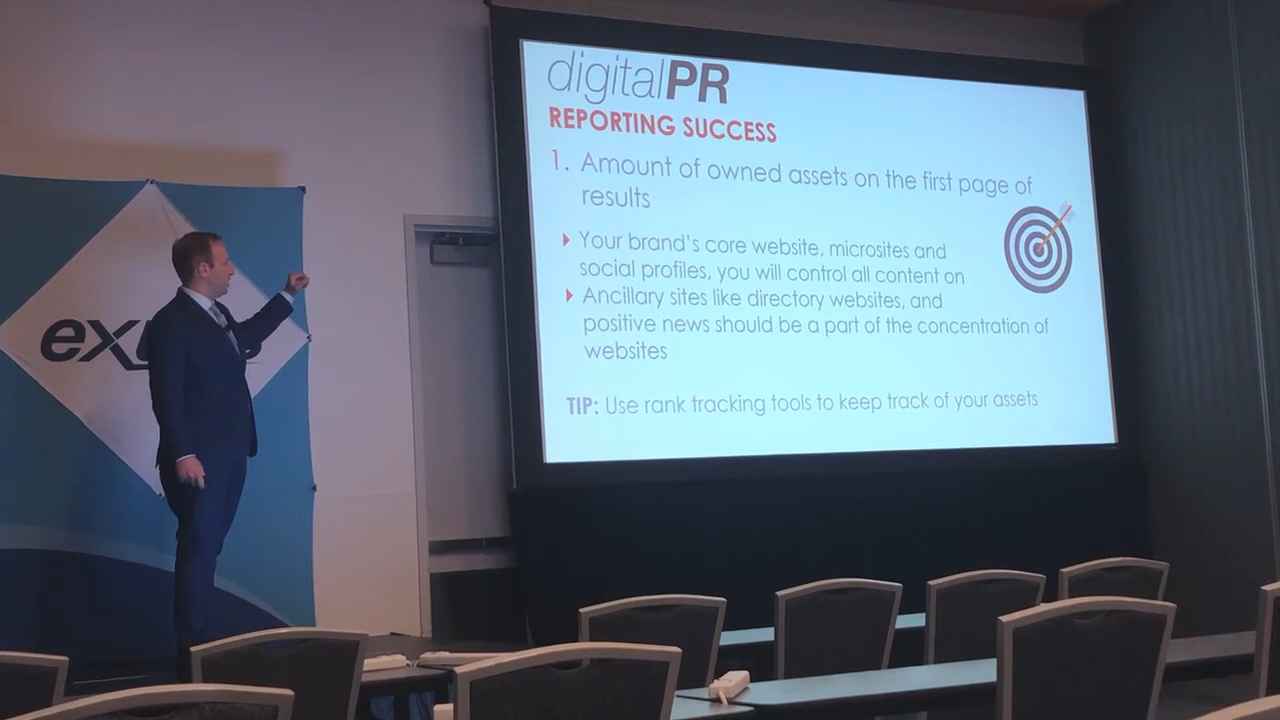 digitalPR
REPORTING SUCCESS
1. Amount of owned assets on the first page of
results
Your brand's core website, microsites and
social profiles, you will control all content on
Ancillary sites like directory websites, and
positive news should be a part of the concentration of
websites
TIP: Use rank tracking tools to keep track of your assets